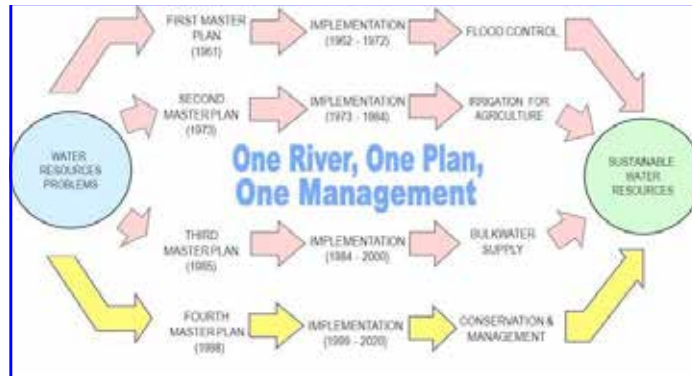 FIRST MASTER
PLAN
(1961)
IMPLEMENTATION
(1962 - 1972)
FLOOD CONTROL
SECOND
MASTER PLAN
(1973)
IMPLEMENTATION
(1973 - 1984)
IRRIGATION FOR
AGRICULTURE
WATER
RESOURCES
PROBLEMS
One River, One Plan,
One Management
SUSTAINABLE
WATER
RESOURCES
THIRD
MASTER PLAN
(1985)
IMPLEMENTATION
(1984 - 2000)
BULKWATER
SUPPLY
FOURTH
MASTER PLAN
(1998)
IMPLEMENTATION
(1999 - 2020)
CONSERVATION &
MANAGEMENT